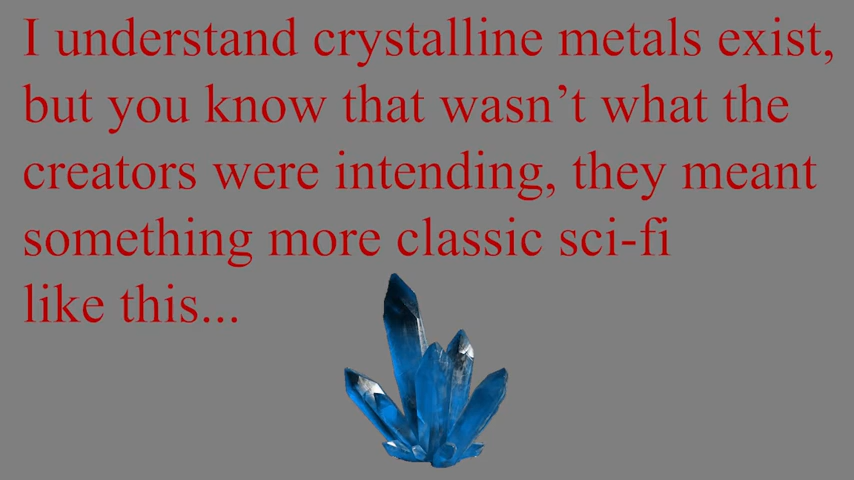 I understand crystalline metals exist,
but you know that wasn’t what the
creators were intending, they meant
something more classic sci-fi
like this...